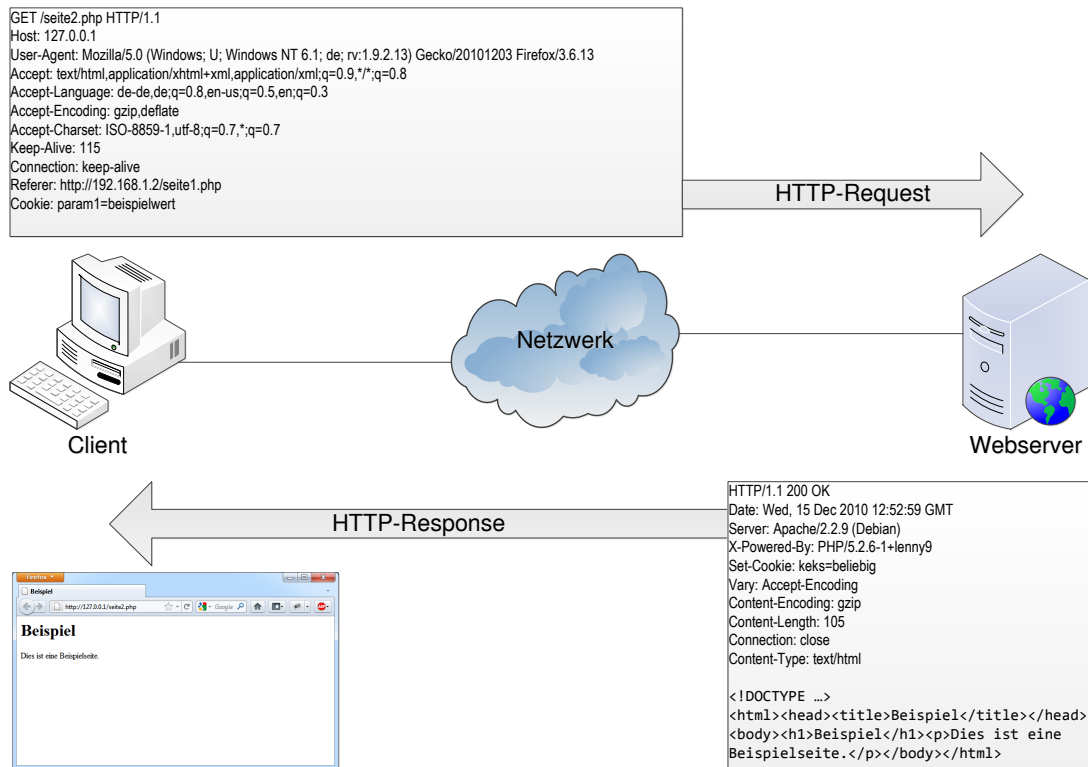 GET /seite2.php HTTP/1.1
Host: 127.0.0.1
User-Agent: Mozilla/5.0 (Windows; U; Windows NT 6.1; de; rv:1.9.2.13) Gecko/20101203 Firefox/3.6.13
Accept: text/html,application/xhtml+xml,application/xml;q=0.9,*/*;q=0.8
Accept-Language: de-de,de;q=0.8,en-us;q=0.5,en;q=0.3
Accept-Encoding: gzip,deflate
Accept-Charset: ISO-8859-1,utf-8;q=0.7,*;q=0.7
Keep-Alive: 115
Connection: keep-alive
Referer: http://192.168.1.2/seite1.php
Cookie: param1=beispielwert
HTTP-Request
Netzwerk
Client
Webserver
HTTP-Response
HTTP/1.1 200 OK
Date: Wed, 15 Dec 2010 12:52:59 GMT
Server: Apache/2.2.9 (Debian)
X-Powered-By: PHP/5.2.6-1+lenny9
Set-Cookie: keks=beliebig
Vary: Accept-Encoding
Content-Encoding: gzip
Content-Length: 105
Connection: close
Content-Type: text/html
<!DOCTYPE …>
<html><head><title>Beispiel</title></head>
<body><h1>Beispiel</h1><p>Dies ist eine
Beispielseite.</p></body></html>
Firefox
Beispiel
http://127.0.0.1/seite2.php
Google
Beispiel
Dies ist eine Beispielseite.